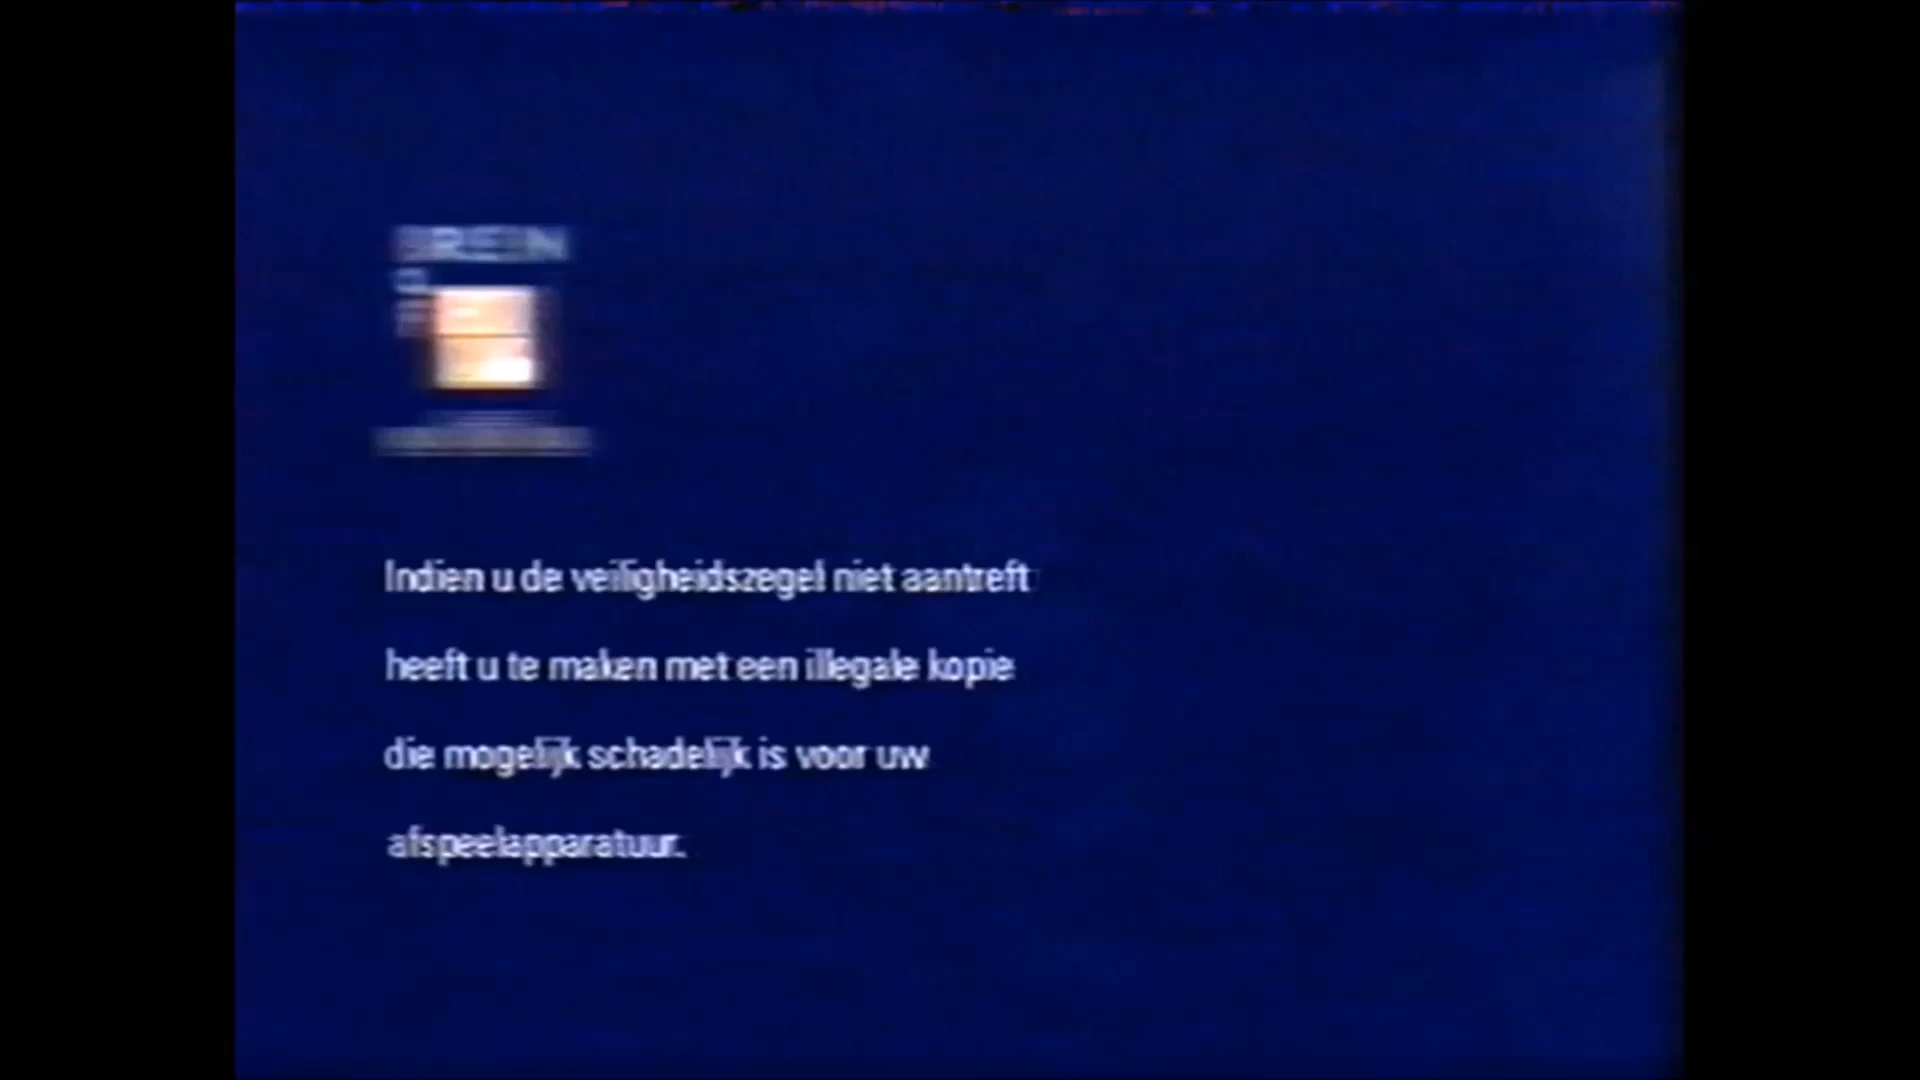 BREIN
Indien u de veiligheidszegel niet aantreft
heeft u te maken met een illegale kopie
die mogelijk schadelijk is voor uw
afspeelapparatuur.